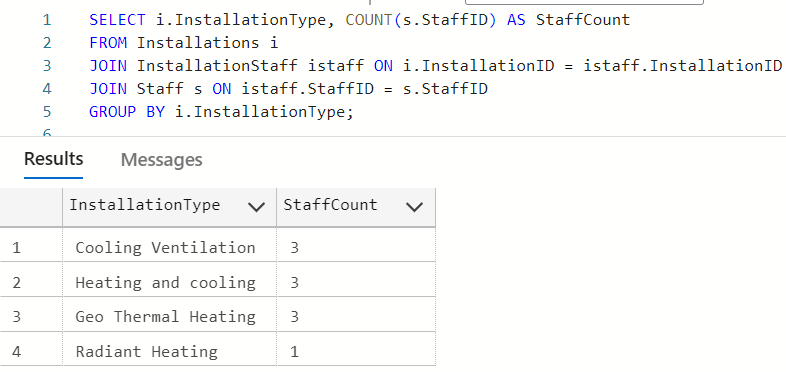 1 SELECT i.InstallationType, COUNT(s.StaffID) AS StaffCount
2 FROM Installations i
3 JOIN InstallationStaff istaff ON i.InstallationID = istaff.InstallationID
4 JOIN Staff s ON istaff.StaffID = s.StaffID
5 GROUP BY i.InstallationType;
6
Results Messages
InstallationType StaffCount
1 Cooling Ventilation 3
2 Heating and cooling 3
3 Geo Thermal Heating 3
4 Radiant Heating 1